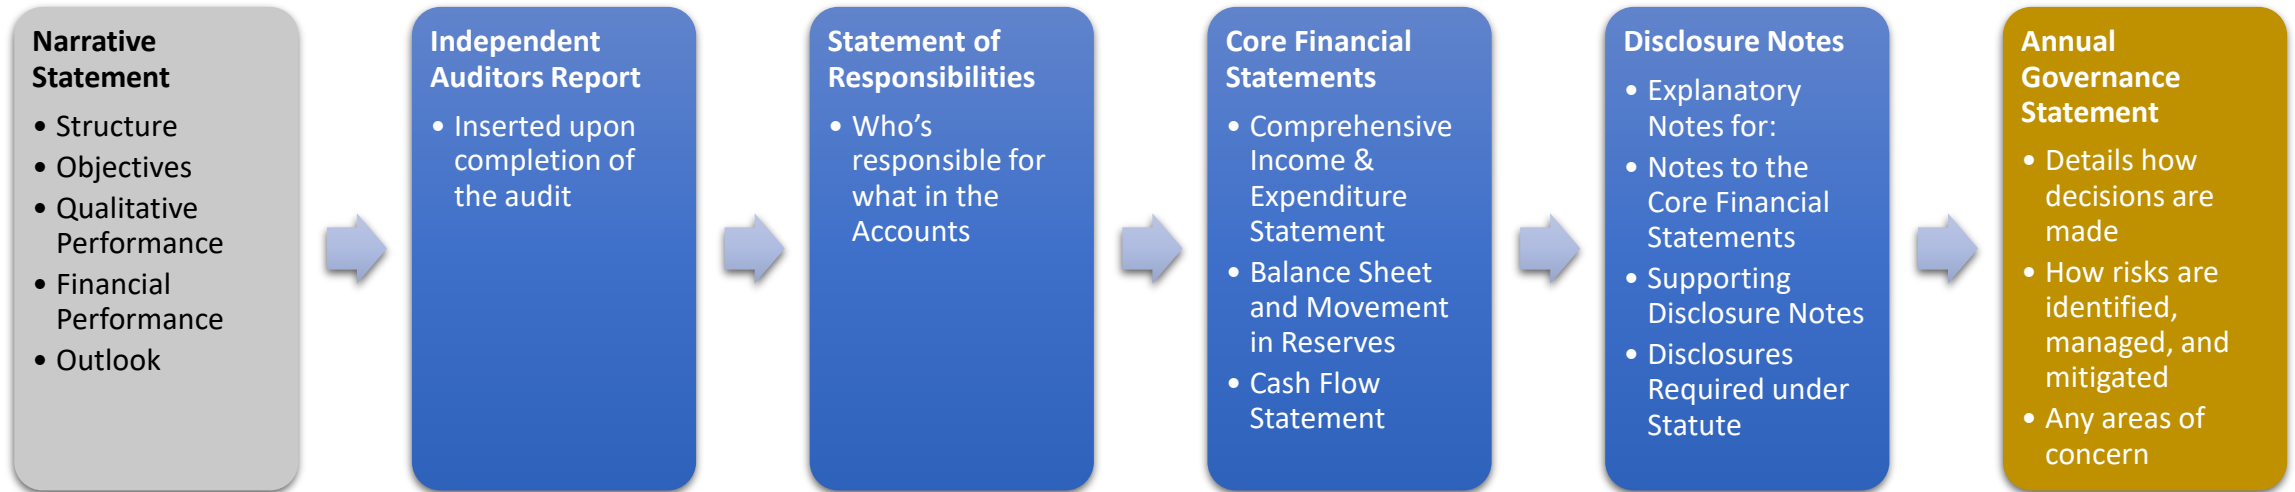 Narrative
Statement
• Structure
• Objectives
• Qualitative
Performance
• Financial
Performance
• Outlook
Independent
Auditors Report
• Inserted upon
completion of
the audit
Statement of
Responsibilities
• Who's
responsible for
what in the
Accounts
Core Financial
Statements
• Comprehensive
Income &
Expenditure
Statement
• Balance Sheet
and Movement
in Reserves
• Cash Flow
Statement
Disclosure Notes
• Explanatory
Notes for:
• Notes to the
Core Financial
Statements
• Supporting
Disclosure Notes
• Disclosures
Required under
Statute
Annual
Governance
Statement
• Details how
decisions are
made
• How risks are
identified,
managed, and
mitigated
• Any areas of
concern